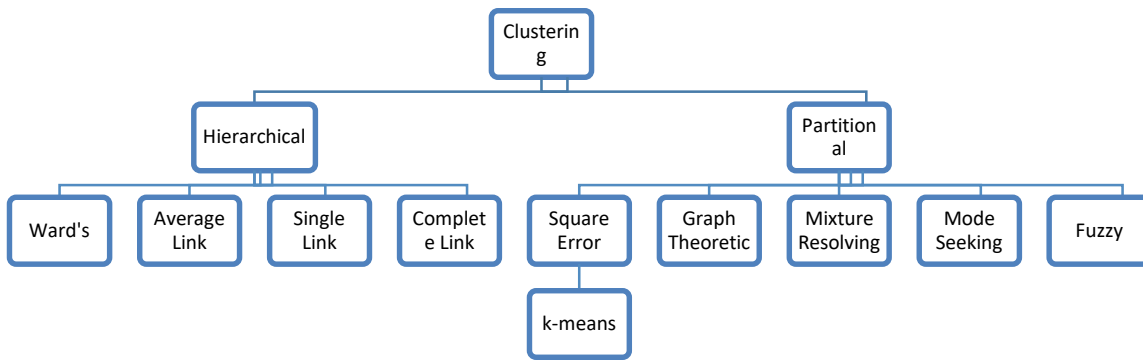 Clusterin
g
Hierarchical
Partition
al
Ward's
Average
Link
Single
Link
Complet
e Link
Square
Error
Graph
Theoretic
Mixture
Resolving
Mode
Seeking
Fuzzy
k-means